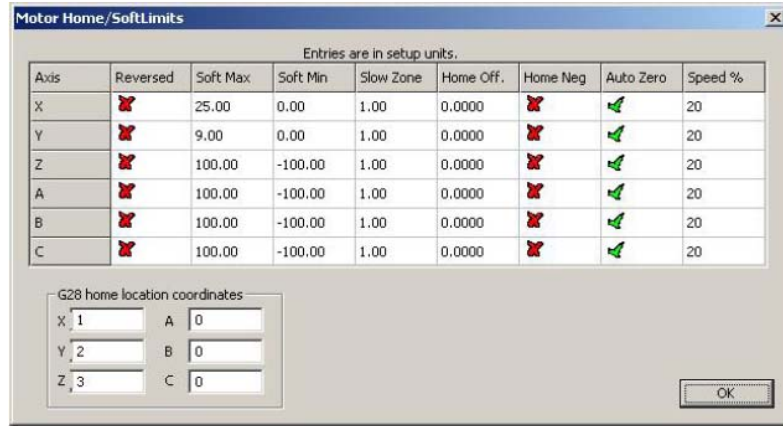 Motor Home/SoftLimits
Entries are in setup units.
Axis Reversed Soft Max Soft Min Slow Zone Home Off. Home Neg Auto Zero Speed %
X 25.00 0.00 1.00 0.0000 20
Y 9.00 0.00 1.00 0.0000 20
Z 100.00 -100.00 1.00 0.0000 20
A 100.00 -100.00 1.00 0.0000 20
B 100.00 -100.00 1.00 0.0000 20
C 100.00 -100.00 1.00 0.0000 20
G28 home location coordinates
X 1 A 0
Y 2 B 0
Z 3 C 0
OK